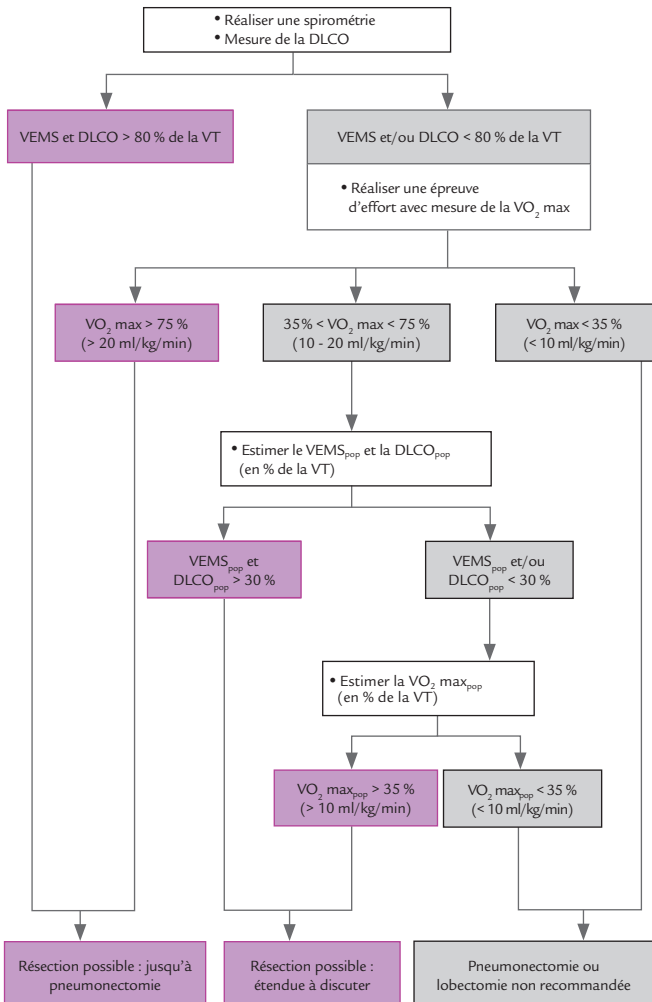 • Réaliser une spirométrie
• Mesure de la DLCO
VEMS et DLCO > 80 % de la VT
VEMS et/ou DLCO < 80 % de la VT
• Réaliser une épreuve
d'effort avec mesure de la VO₂ max
VO₂ max > 75 %
(> 20 ml/kg/min)
35% < VO₂ max < 75 %
(10 - 20 ml/kg/min)
VO₂ max < 35 %
(< 10 ml/kg/min)
• Estimer le VEMSpop et la DLCOpop
(en % de la VT)
VEMSpop et
DLCOpop > 30 %
VEMSpop et/ou
DLCOpop < 30 %
• Estimer la VO₂ maxpop
(en % de la VT)
VO₂ maxpop > 35 %
(> 10 ml/kg/min)
VO₂ maxpop < 35 %
(< 10 ml/kg/min)
Résection possible : jusqu'à
pneumonectomie
Résection possible :
étendue à discuter
Pneumonectomie ou
lobectomie non recommandée